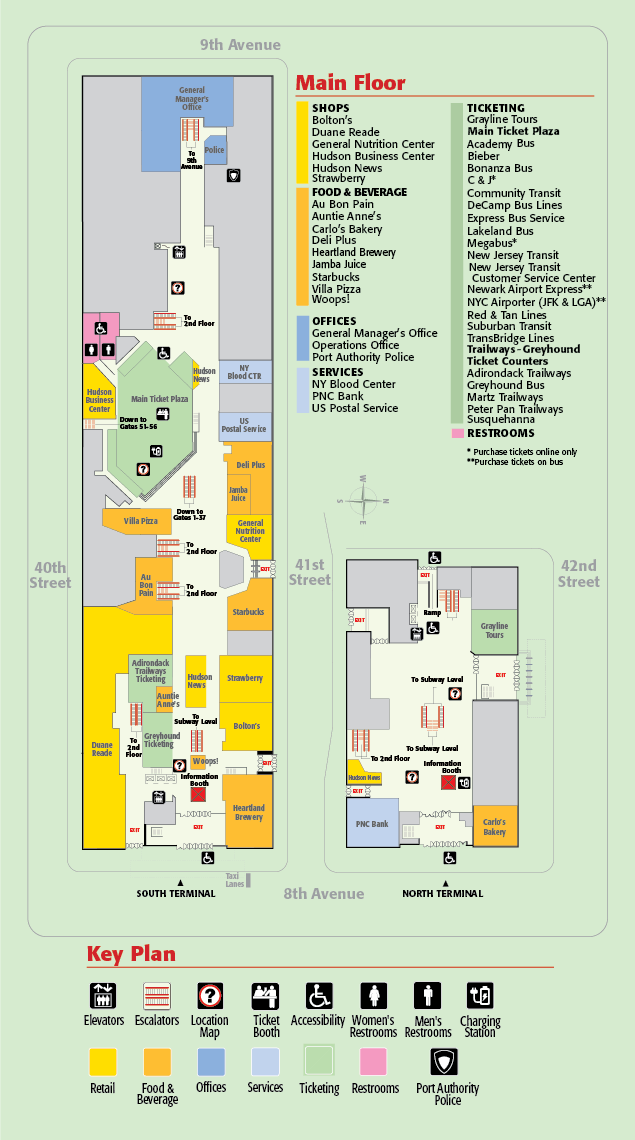 9th Avenue
Main Floor
SHOPS
Bolton's
Duane Reade
General Nutrition Center
Hudson Business Center
Hudson News
Strawberry
FOOD & BEVERAGE
Au Bon Pain
Auntie Anne's
Carlo's Bakery
Deli Plus
Heartland Brewery
Jamba Juice
Starbucks
Villa Pizza
Woops!
OFFICES
General Manager's Office
Operations Office
Port Authority Police
SERVICES
NY Blood Center
PNC Bank
US Postal Service
TICKETING
Grayline Tours
Main Ticket Plaza
Academy Bus
Bieber
Bonanza Bus
C & J*
Community Transit
DeCamp Bus Lines
Express Bus Service
Lakeland Bus
Megabus*
New Jersey Transit
New Jersey Transit
Customer Service Center
Newark Airport Express**
NYC Airporter (JFK & LGA)**
Red & Tan Lines
Suburban Transit
TransBridge Lines
Trailways-Greyhound
Ticket Counters
Adirondack Trailways
Greyhound Bus
Martz Trailways
Peter Pan Trailways
Susquehanna
RESTROOMS
* Purchase tickets online only
**Purchase tickets on bus
General
Manager's
Office
To
9th
Avenue
Police
To
2nd Floor
Hudson
News
NY
Blood CTR
Main Ticket Plaza
Hudson
Business
Center
Down to
Gates 51-56
US
Postal Service
Deli Plus
Jamba
Juice
Down to
Gates 1-37
Villa Pizza
General
Nutrition
Center
To
2nd Floor
EXIT
Au
Bon
Pain
To
2nd Floor
Starbucks
40th
Street
41st
Street
42nd
Street
Adirondack
Trailways
Ticketing
Hudson
News
Strawberry
Auntie
Anne's
To
Subway Level
Bolton's
To
2nd
Floor
Greyhound
Ticketing
Duane
Reade
Woops!
EXIT
Information
Booth
Heartland
Brewery
EXIT
EXIT
W
N
S
E
EXIT
Ramp
EXIT
Grayline
Tours
To Subway Level
EXIT
To Subway Level
To 2nd Floor
Information
Booth
Hudson News
EXIT
PNC Bank
EXIT
Carlo's
Bakery
Taxi
Lanes
8th Avenue
SOUTH TERMINAL
NORTH TERMINAL
Key Plan
Elevators
Escalators
Location
Map
Ticket
Booth
Accessibility
Women's
Restrooms
Men's
Restrooms
Charging
Station
Retail
Food &
Beverage
Offices
Services
Ticketing
Restrooms
Port Authority
Police